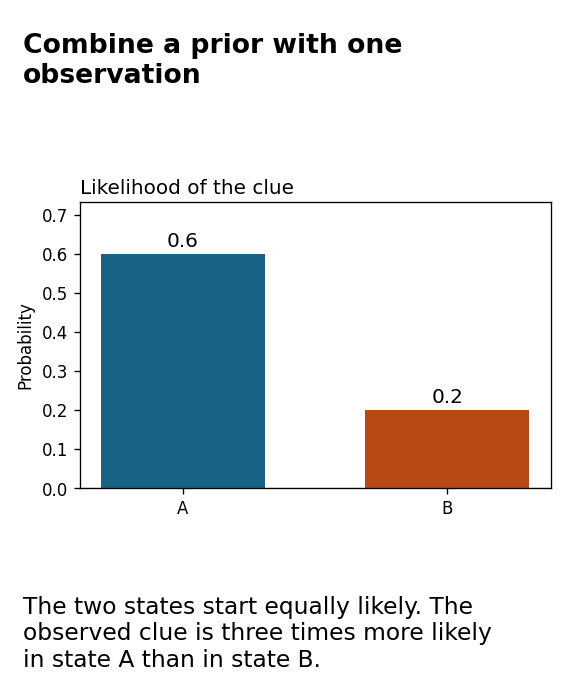 Combine a prior with one
observation
Likelihood of the clue
0.7
0.6
0.5
0.4
0.3
0.2
0.1
0.0
Probability
0.6
0.2
A
B
The two states start equally likely. The
observed clue is three times more likely
in state A than in state B.